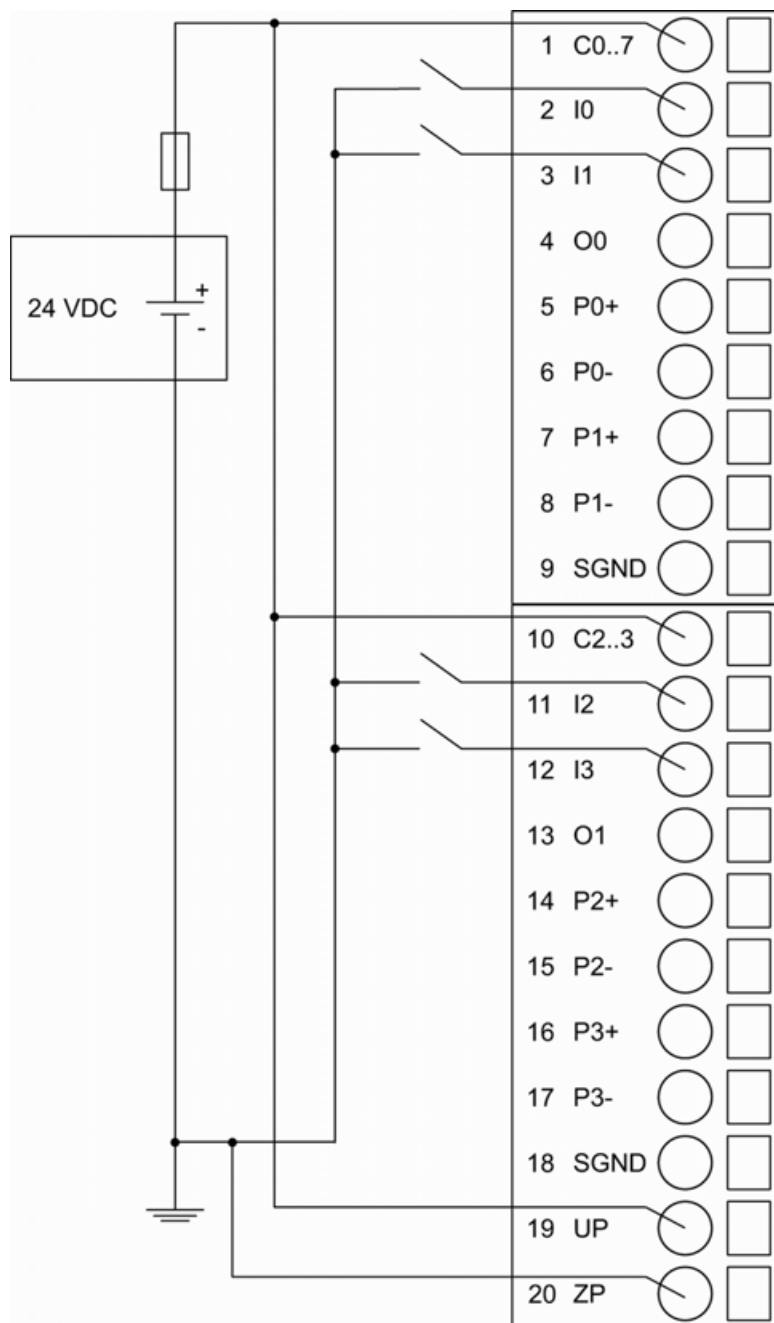 1 C0..7
2 I0
3 I1
4 O0
24 VDC + -
5 P0+
6 P0-
7 P1+
8 P1-
9 SGND
10 C2..3
11 I2
12 I3
13 O1
14 P2+
15 P2-
16 P3+
17 P3-
18 SGND
19 UP
20 ZP